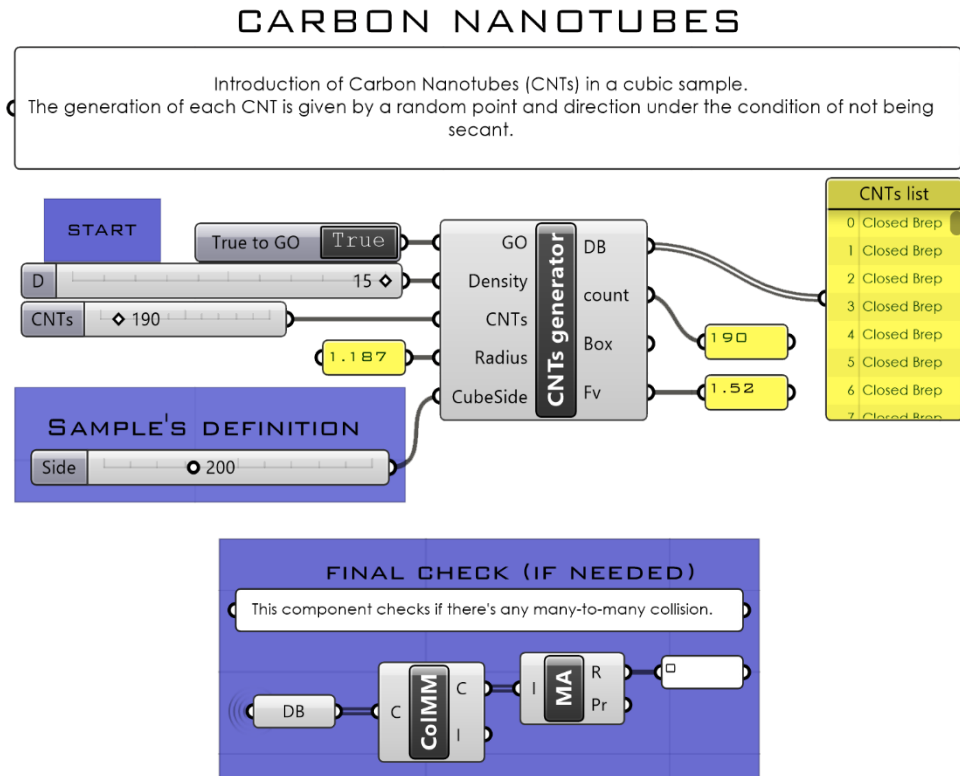 CARBON NANOTUBES
Introduction of Carbon Nanotubes (CNTs) in a cubic sample.
The generation of each CNT is given by a random point and direction under the condition of not being
secant.
START
True to GO True
D 15
CNTs 190
1.187
SAMPLE'S DEFINITION
Side 200
GO
Density
CNTs
Radius
CubeSide
CNTs generator
DB
count
Box
Fv
190
1.52
CNTs list
0 Closed Brep
1 Closed Brep
2 Closed Brep
3 Closed Brep
4 Closed Brep
5 Closed Brep
6 Closed Brep
7 Closed Brep
FINAL CHECK (IF NEEDED)
This component checks if there's any many-to-many collision.
DB
C
ColMM
C
I
I
MA
R
Pr